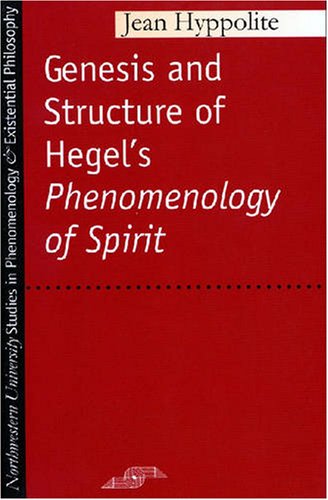 Jean Hyppolite
Genesis and
Structure of
Hegel's
Phenomenology
of Spirit
Northwestern University Studies in Phenomenology & Existential Philosophy